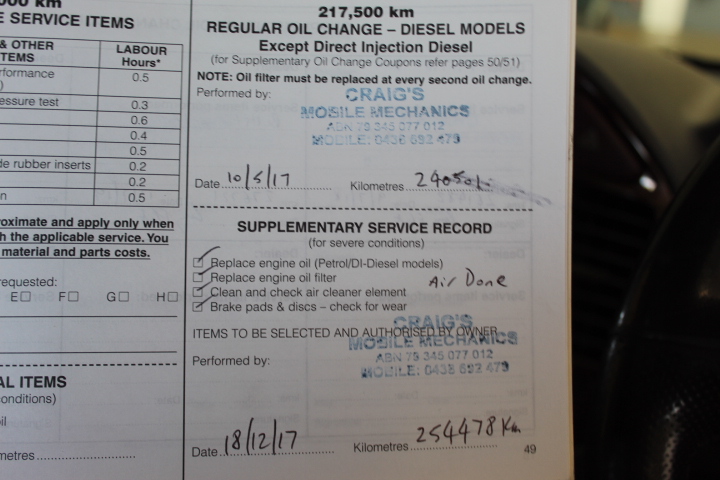 00 km
E SERVICE ITEMS
& OTHER
TEMS
LABOUR
Hours*
rformance
)
0.5
essure test
0.3
0.6
0.4
0.5
de rubber inserts
0.2
0.2
n
0.5
roximate and apply only when
h the applicable service. You
material and parts costs.
requested:
E☐ F☐ G☐ H☐
AL ITEMS
conditions)
oil
metres
217,500 km
REGULAR OIL CHANGE – DIESEL MODELS
Except Direct Injection Diesel
(for Supplementary Oil Change Coupons refer pages 50/51)
NOTE: Oil filter must be replaced at every second oil change.
Performed by:
CRAIG'S
MOBILE MECHANICS
ABN 79 345 077 012
MOBILE: 0438 692 479
Date 10/5/17 Kilometres
SUPPLEMENTARY SERVICE RECORD
(for severe conditions)
☑ Replace engine oil (Petrol/DI-Diesel models)
☑ Replace engine oil filter
☑ Clean and check air cleaner element
Air Done
☑ Brake pads & discs – check for wear
ITEMS TO BE SELECTED AND AUTHORISED BY OWNER
CRAIG'S
MOBILE MECHANICS
Performed by:
ABN 79 345 077 012
MOBILE: 0438 692 479
Date 18/12/17 Kilometres 254478 Km
49